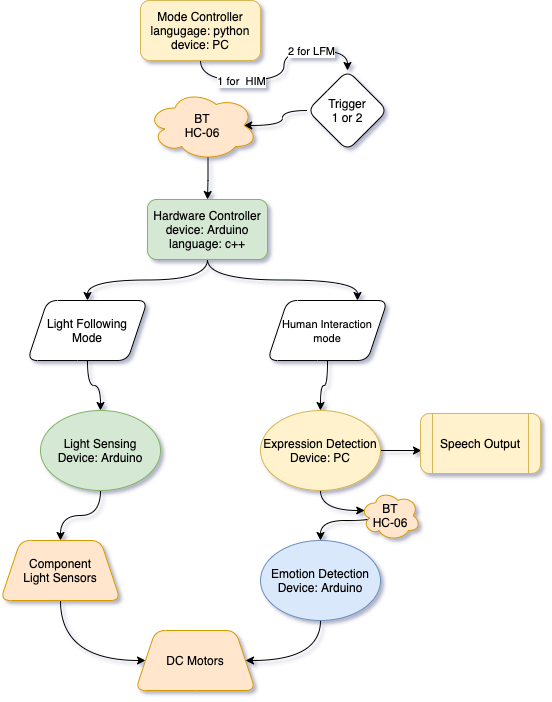 Mode Controller
langugage: python
device: PC
2 for LFM
1 for HIM
Trigger
1 or 2
BT
HC-06
Hardware Controller
device: Arduino
language: c++
Light Following
Mode
Human Interaction
mode
Light Sensing
Device: Arduino
Expression Detection
Device: PC
Speech Output
BT
HC-06
Component
Light Sensors
Emotion Detection
Device: Arduino
DC Motors